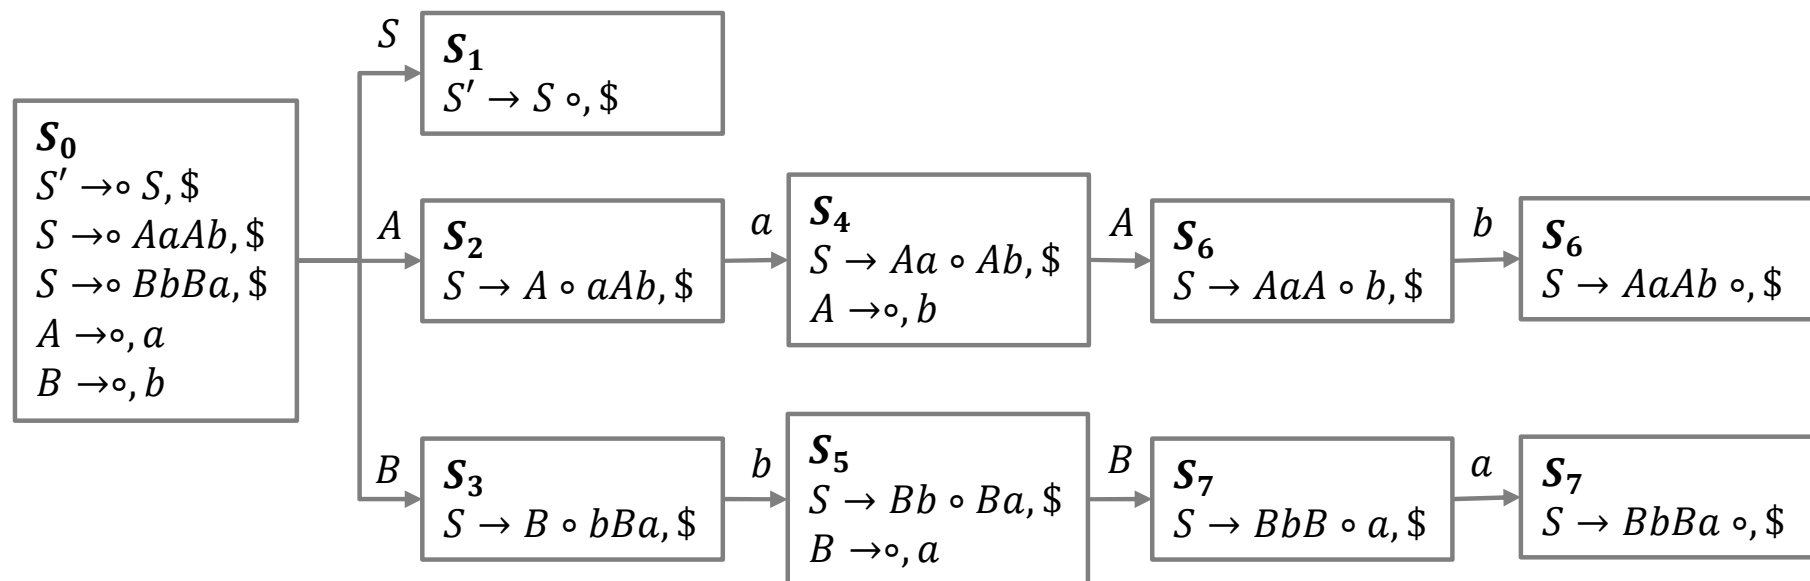 S₀
S′ →∘ S, $
S →∘ AaAb, $
S →∘ BbBa, $
A →∘, a
B →∘, b
S
S₁
S′ → S ∘, $
A
S₂
S → A ∘ aAb, $
a
S₄
S → Aa ∘ Ab, $
A →∘, b
A
S₆
S → AaA ∘ b, $
b
S₆
S → AaAb ∘, $
B
S₃
S → B ∘ bBa, $
b
S₅
S → Bb ∘ Ba, $
B →∘, a
B
S₇
S → BbB ∘ a, $
a
S₇
S → BbBa ∘, $